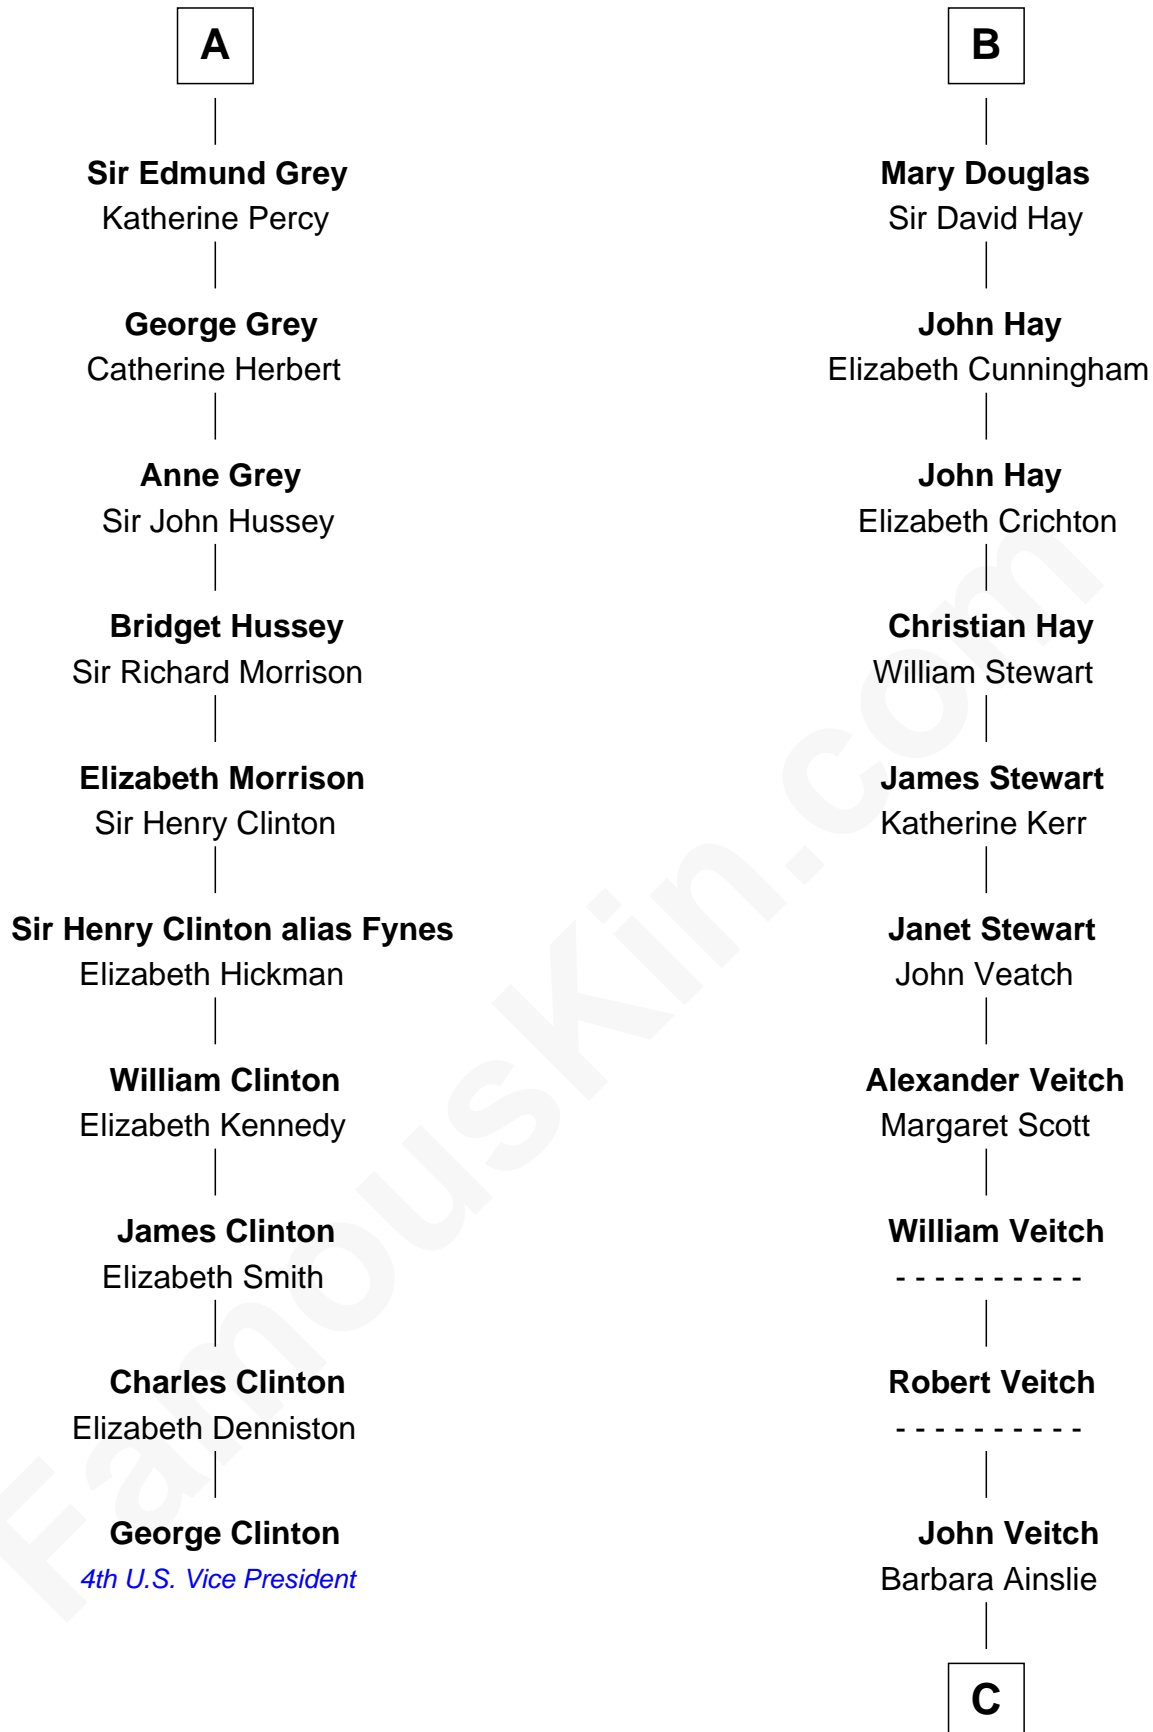 A
Sir Edmund Grey
Katherine Percy
George Grey
Catherine Herbert
Anne Grey
Sir John Hussey
Bridget Hussey
Sir Richard Morrison
Elizabeth Morrison
Sir Henry Clinton
Sir Henry Clinton alias Fynes
Elizabeth Hickman
William Clinton
Elizabeth Kennedy
James Clinton
Elizabeth Smith
Charles Clinton
Elizabeth Denniston
George Clinton
4th U.S. Vice President
B
Mary Douglas
Sir David Hay
John Hay
Elizabeth Cunningham
John Hay
Elizabeth Crichton
Christian Hay
William Stewart
James Stewart
Katherine Kerr
Janet Stewart
John Veatch
Alexander Veitch
Margaret Scott
William Veitch
- - - - - - - - - -
Robert Veitch
- - - - - - - - - -
John Veitch
Barbara Ainslie
C
FamousKin.com